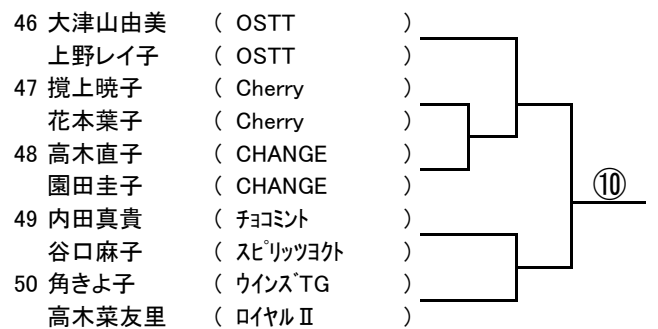 46 大津山由美 ( OSTT )
上野レイ子 ( OSTT )
47 撹上暁子 ( Cherry )
花本葉子 ( Cherry )
48 高木直子 ( CHANGE )
園田圭子 ( CHANGE )
⑩
49 内田真貴 ( ﾁｮｺﾐﾝﾄ )
谷口麻子 ( ｽﾋﾟﾘｯﾂﾖｸﾄ )
50 角きよ子 ( ｳｲﾝｽﾞTG )
高木菜友里 ( ﾛｲﾔﾙⅡ )